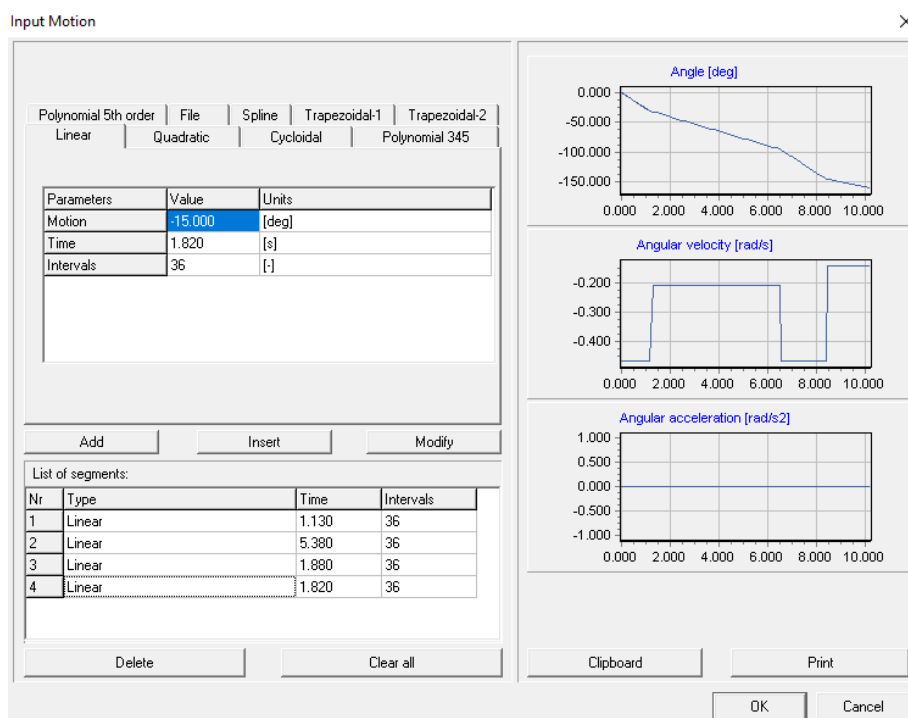 Input Motion
Polynomial 5th order File Spline Trapezoidal-1 Trapezoidal-2
Linear Quadratic Cycloidal Polynomial 345
Parameters Value Units
Motion -15.000 [deg]
Time 1.820 [s]
Intervals 36 [-]
Add Insert Modify
List of segments:
Nr Type Time Intervals
1 Linear 1.130 36
2 Linear 5.380 36
3 Linear 1.880 36
4 Linear 1.820 36
Delete Clear all
Angle [deg]
0.000
-50.000
-100.000
-150.000
0.000 2.000 4.000 6.000 8.000 10.000
Angular velocity [rad/s]
-0.200
-0.300
-0.400
0.000 2.000 4.000 6.000 8.000 10.000
Angular acceleration [rad/s2]
1.000
0.500
0.000
-0.500
-1.000
0.000 2.000 4.000 6.000 8.000 10.000
Clipboard Print
OK Cancel